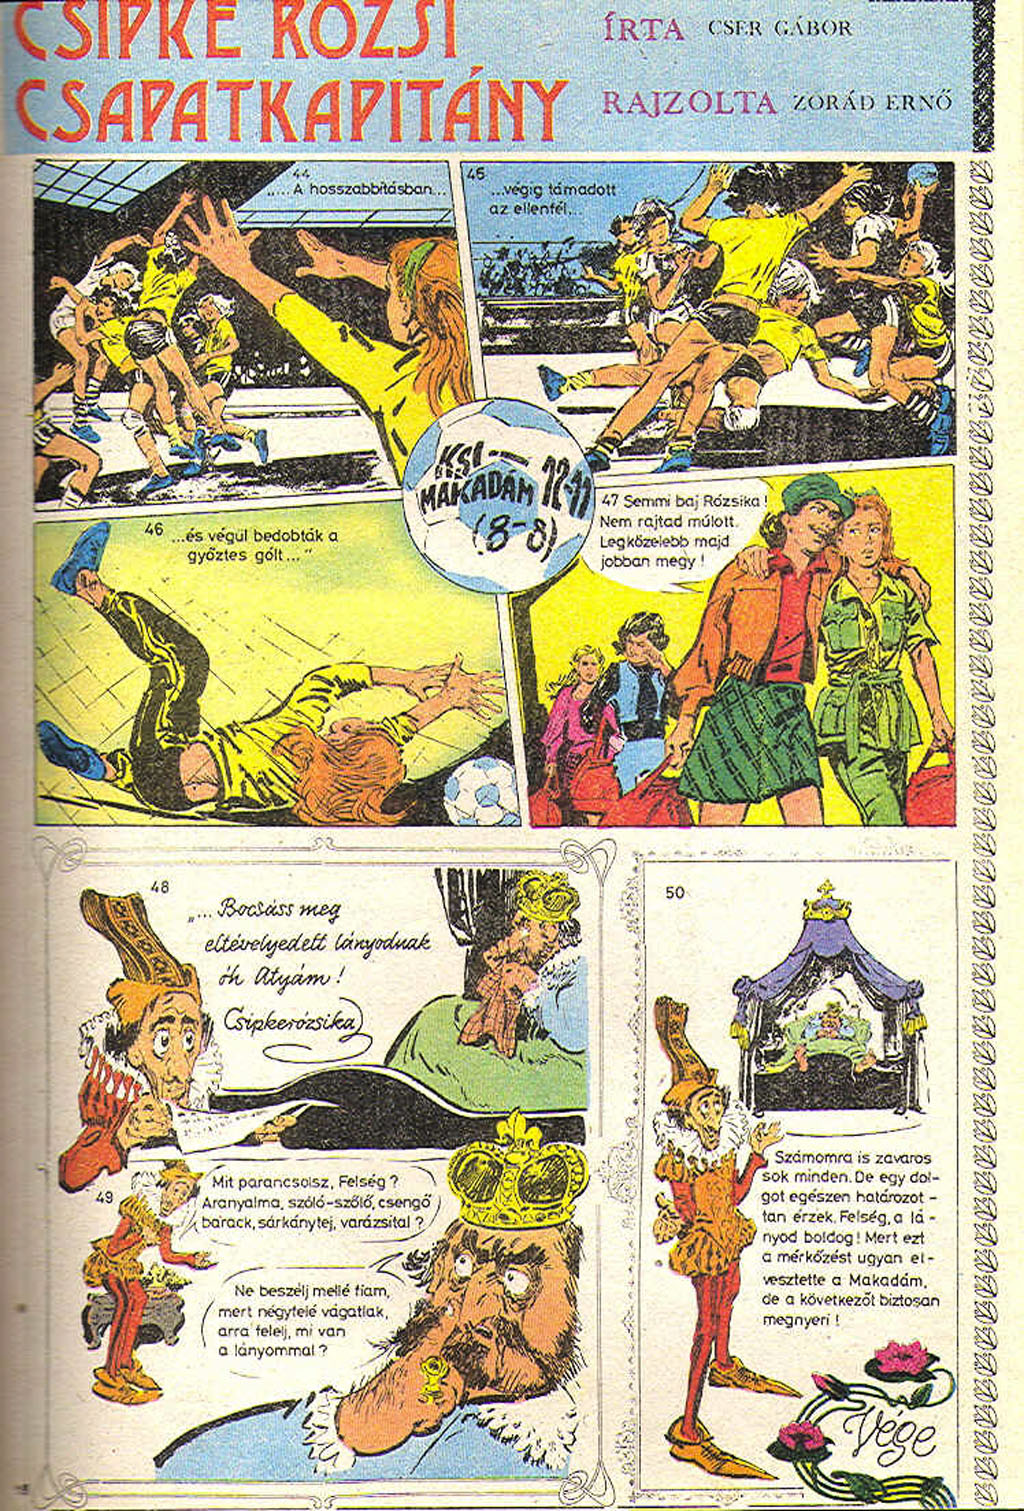 CSIPKE RÓZSI
CSAPATKAPITÁNY
ÍRTA CSER GÁBOR
RAJZOLTA ZÓRÁD ERNŐ
44
„.... A hosszabbításban...
45
...végig támadott
az ellenfél...
KSI —
MAKADÁM 12-11
(8-8)
46 ...és végül bedobták a
győztes gólt..."
47 Semmi baj Rózsika!
Nem rajtad múlott.
Legközelebb majd
jobban megy!
48
„... Bocsáss meg
eltévelyedett lányodnak
óh Atyám!
Csipkerózsika
49
Mit parancsolsz, Felség?
Aranyalma, szóló-szőlő, csengő
barack, sárkánytej, varázsital?
Ne beszélj mellé fiam,
mert négyfelé vágatlak,
arra felelj, mi van
a lányommal?
50
Számomra is zavaros
sok minden. De egy dol-
got egészen határozot-
tan érzek. Felség, a lá-
nyod boldog! Mert ezt
a mérkőzést ugyan el-
vesztette a Makadám,
de a következőt biztosan
megnyeri!
Vége